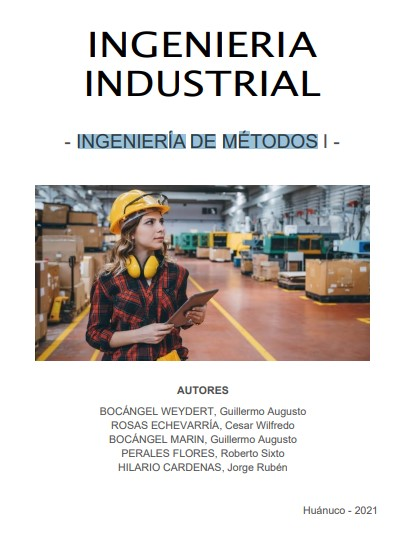 INGENIERIA
INDUSTRIAL
- INGENIERÍA DE MÉTODOS I -
AUTORES
BOCÁNGEL WEYDERT, Guillermo Augusto
ROSAS ECHEVARRÍA, Cesar Wilfredo
BOCÁNGEL MARIN, Guillermo Augusto
PERALES FLORES, Roberto Sixto
HILARIO CARDENAS, Jorge Rubén
Huánuco - 2021